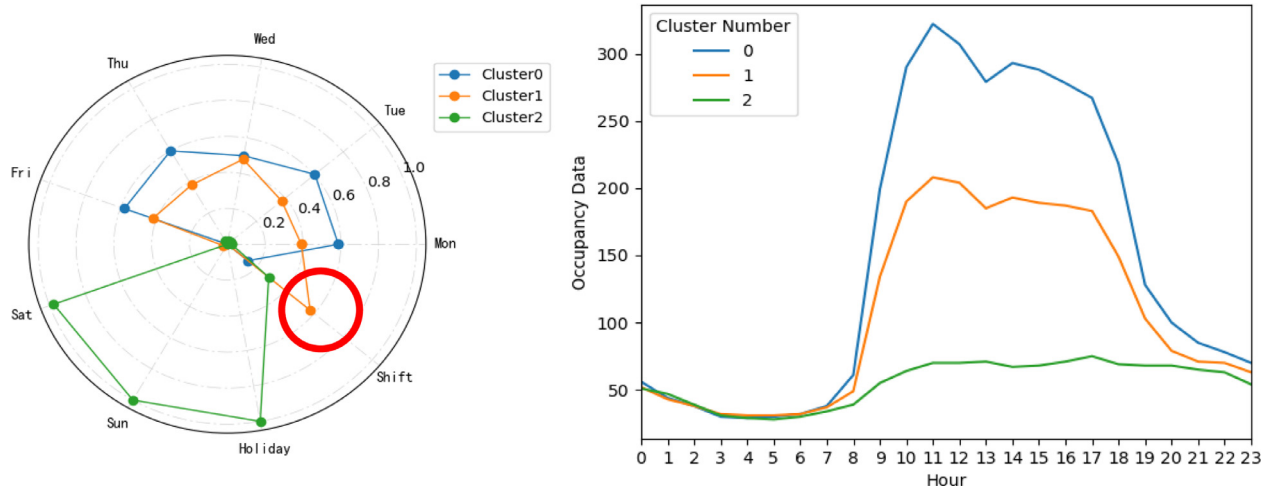 Wed
Thu
Cluster0
Cluster1
Cluster2
Tue
1.0
0.8
0.6
0.4
0.2
Fri
Mon
Sat
Shift
Sun
Holiday
Cluster Number
0
1
2
Occupancy Data
300
250
200
150
100
50
0 1 2 3 4 5 6 7 8 9 10 11 12 13 14 15 16 17 18 19 20 21 22 23
Hour